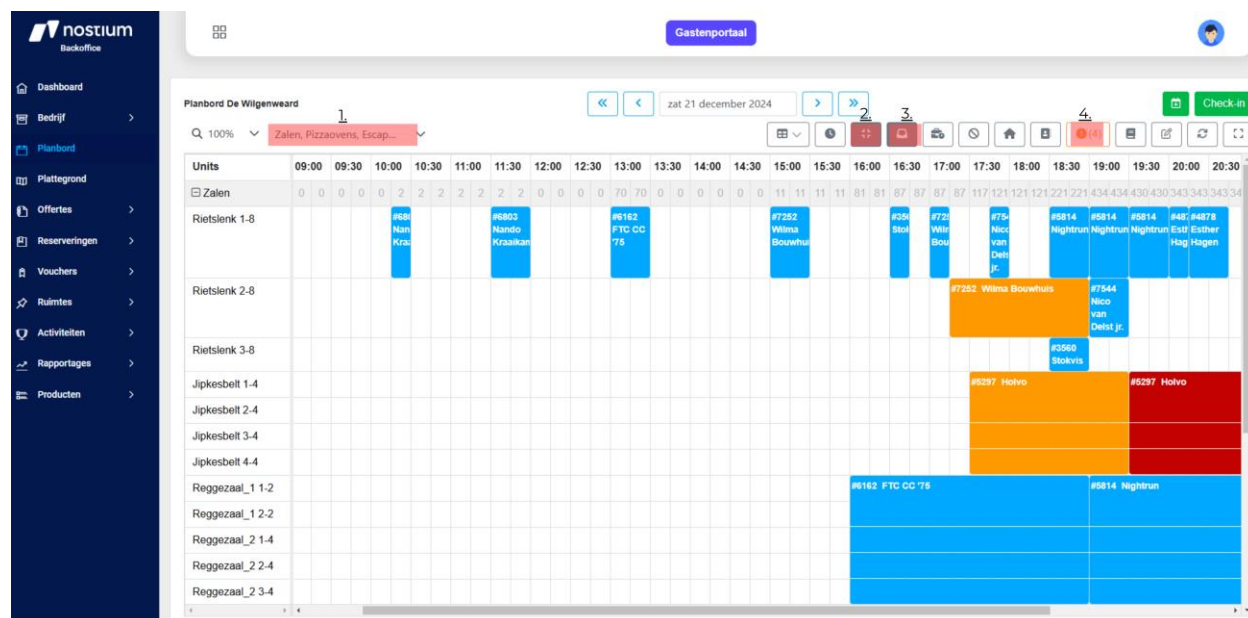 nostium
Backoffice
Gastenportaal
Dashboard
Bedrijf
Planbord
Plattegrond
Offertes
Reserveringen
Vouchers
Ruimtes
Activiteiten
Rapportages
Producten
Planbord De Wilgenweard
zat 21 december 2024
Check-in
1.
2.
3.
4.
100%
Zalen, Pizzaovens, Escap...
(4)
Units 09:00 09:30 10:00 10:30 11:00 11:30 12:00 12:30 13:00 13:30 14:00 14:30 15:00 15:30 16:00 16:30 17:00 17:30 18:00 18:30 19:00 19:30 20:00 20:30
Zalen 0 0 0 0 0 2 2 2 2 2 2 2 0 0 0 0 70 70 0 0 0 0 0 0 11 11 11 11 81 81 87 87 87 87 117 121 121 121 221 221 434 434 430 430 343 343 343 34
Rietslenk 1-8
#6803
Nando
Kraaikan
#6162
FTC CC
'75
#7252
Wilma
Bouwhui
van
jr.
#5814
Nightrun
#5814
Nightrun
#5814
Nightrun
#4878
Esther
Hagen
Rietslenk 2-8
#7252 Wilma Bouwhuis
#7544
Nico
van
Delst jr.
Rietslenk 3-8
#3560
Stokvis
Jipkesbelt 1-4
#5297 Holvo
#5297 Holvo
Jipkesbelt 2-4
Jipkesbelt 3-4
Jipkesbelt 4-4
Reggezaal_1 1-2
#6162 FTC CC '75
#5814 Nightrun
Reggezaal_1 2-2
Reggezaal_2 1-4
Reggezaal_2 2-4
Reggezaal_2 3-4